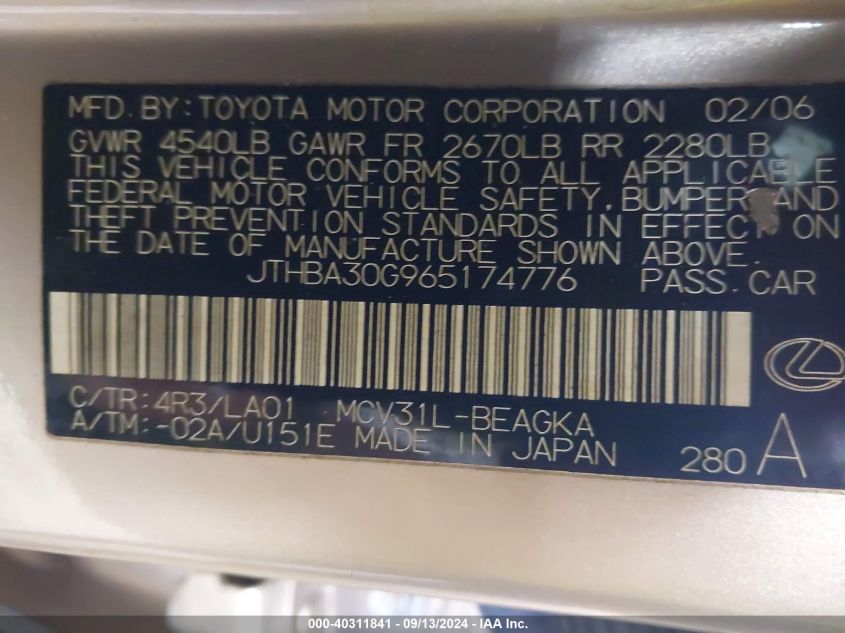 MFD. BY: TOYOTA MOTOR CORPORATION 02/06
GVWR 4540LB GAWR FR 2670LB RR 2280LB
THIS VEHICLE CONFORMS TO ALL APPLICABLE
FEDERAL MOTOR VEHICLE SAFETY, BUMPER AND
THEFT PREVENTION STANDARDS IN EFFECT ON
THE DATE OF MANUFACTURE SHOWN ABOVE.
JTHBA30G965174776 PASS. CAR
C/TR: 4R3/LA01 MCV31L-BEAGKA
A/TM: -02A/U151E MADE IN JAPAN 280 A
000-40311841 - 09/13/2024 - IAA Inc.